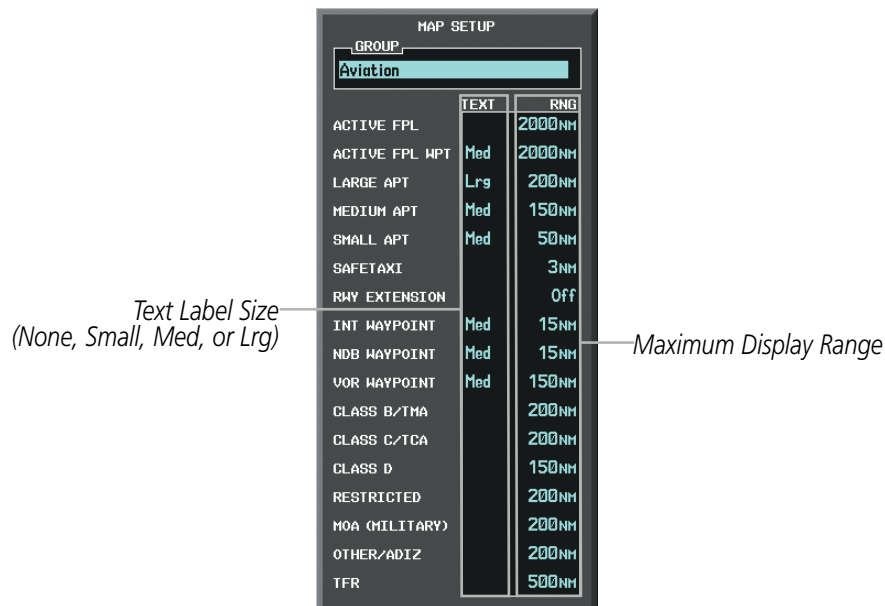 MAP SETUP
GROUP
Aviation
TEXT RNG
ACTIVE FPL 2000NM
ACTIVE FPL WPT Med 2000NM
LARGE APT Lrg 200NM
MEDIUM APT Med 150NM
SMALL APT Med 50NM
SAFETAXI 3NM
RWY EXTENSION Off
INT WAYPOINT Med 15NM
NDB WAYPOINT Med 15NM
VOR WAYPOINT Med 150NM
CLASS B/TMA 200NM
CLASS C/TCA 200NM
CLASS D 150NM
RESTRICTED 200NM
MOA (MILITARY) 200NM
OTHER/ADIZ 200NM
TFR 500NM
Text Label Size
(None, Small, Med, or Lrg)
Maximum Display Range